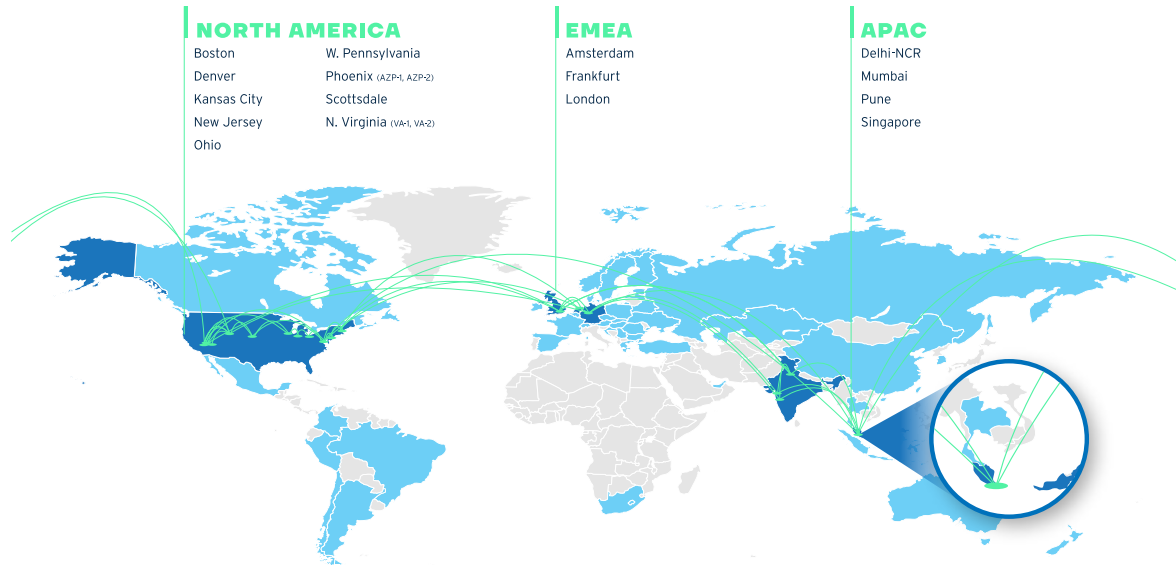 NORTH AMERICA
Boston
Denver
Kansas City
New Jersey
Ohio
W. Pennsylvania
Phoenix (AZP-1, AZP-2)
Scottsdale
N. Virginia (VA-1, VA-2)
EMEA
Amsterdam
Frankfurt
London
APAC
Delhi-NCR
Mumbai
Pune
Singapore